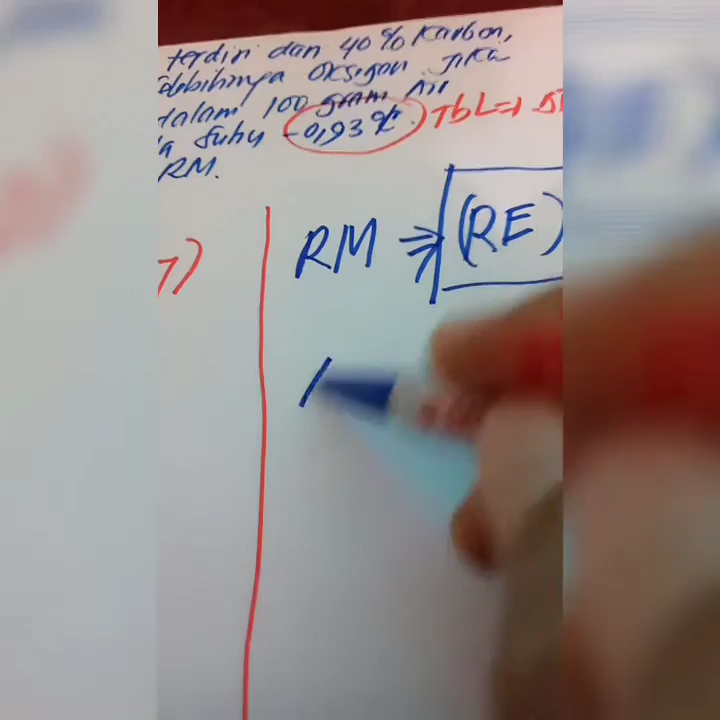 terdiri dari 40% Karbon,
Selebihnya Oksigen Jika
dalam 100 gram Air
suhu -0,93 °C. TbL =>
RM.
RM => (RE)